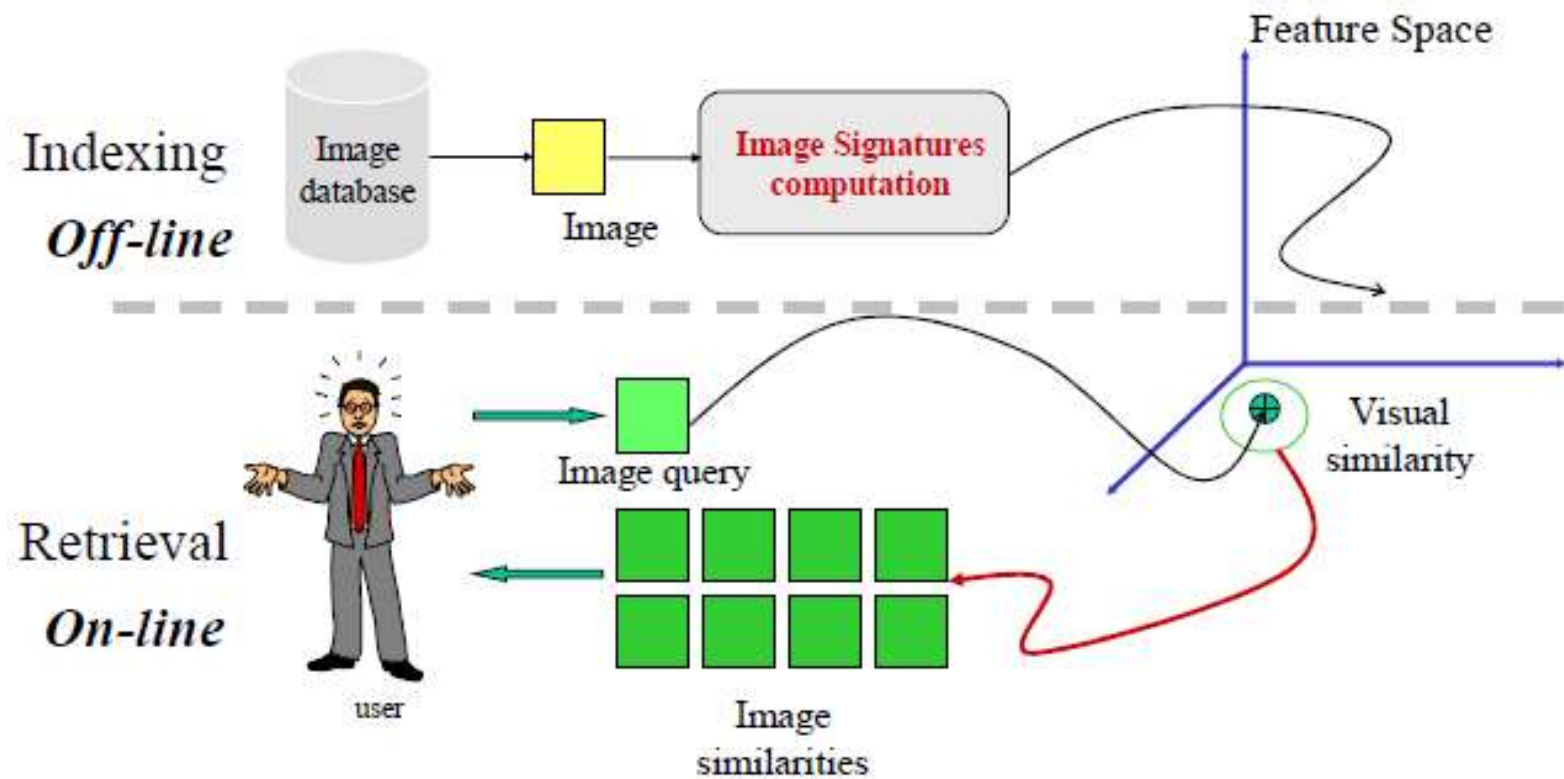 Feature Space
Indexing
Off-line
Image
database
Image
Image Signatures
computation
Image query
Visual
similarity
Retrieval
On-line
user
Image
similarities